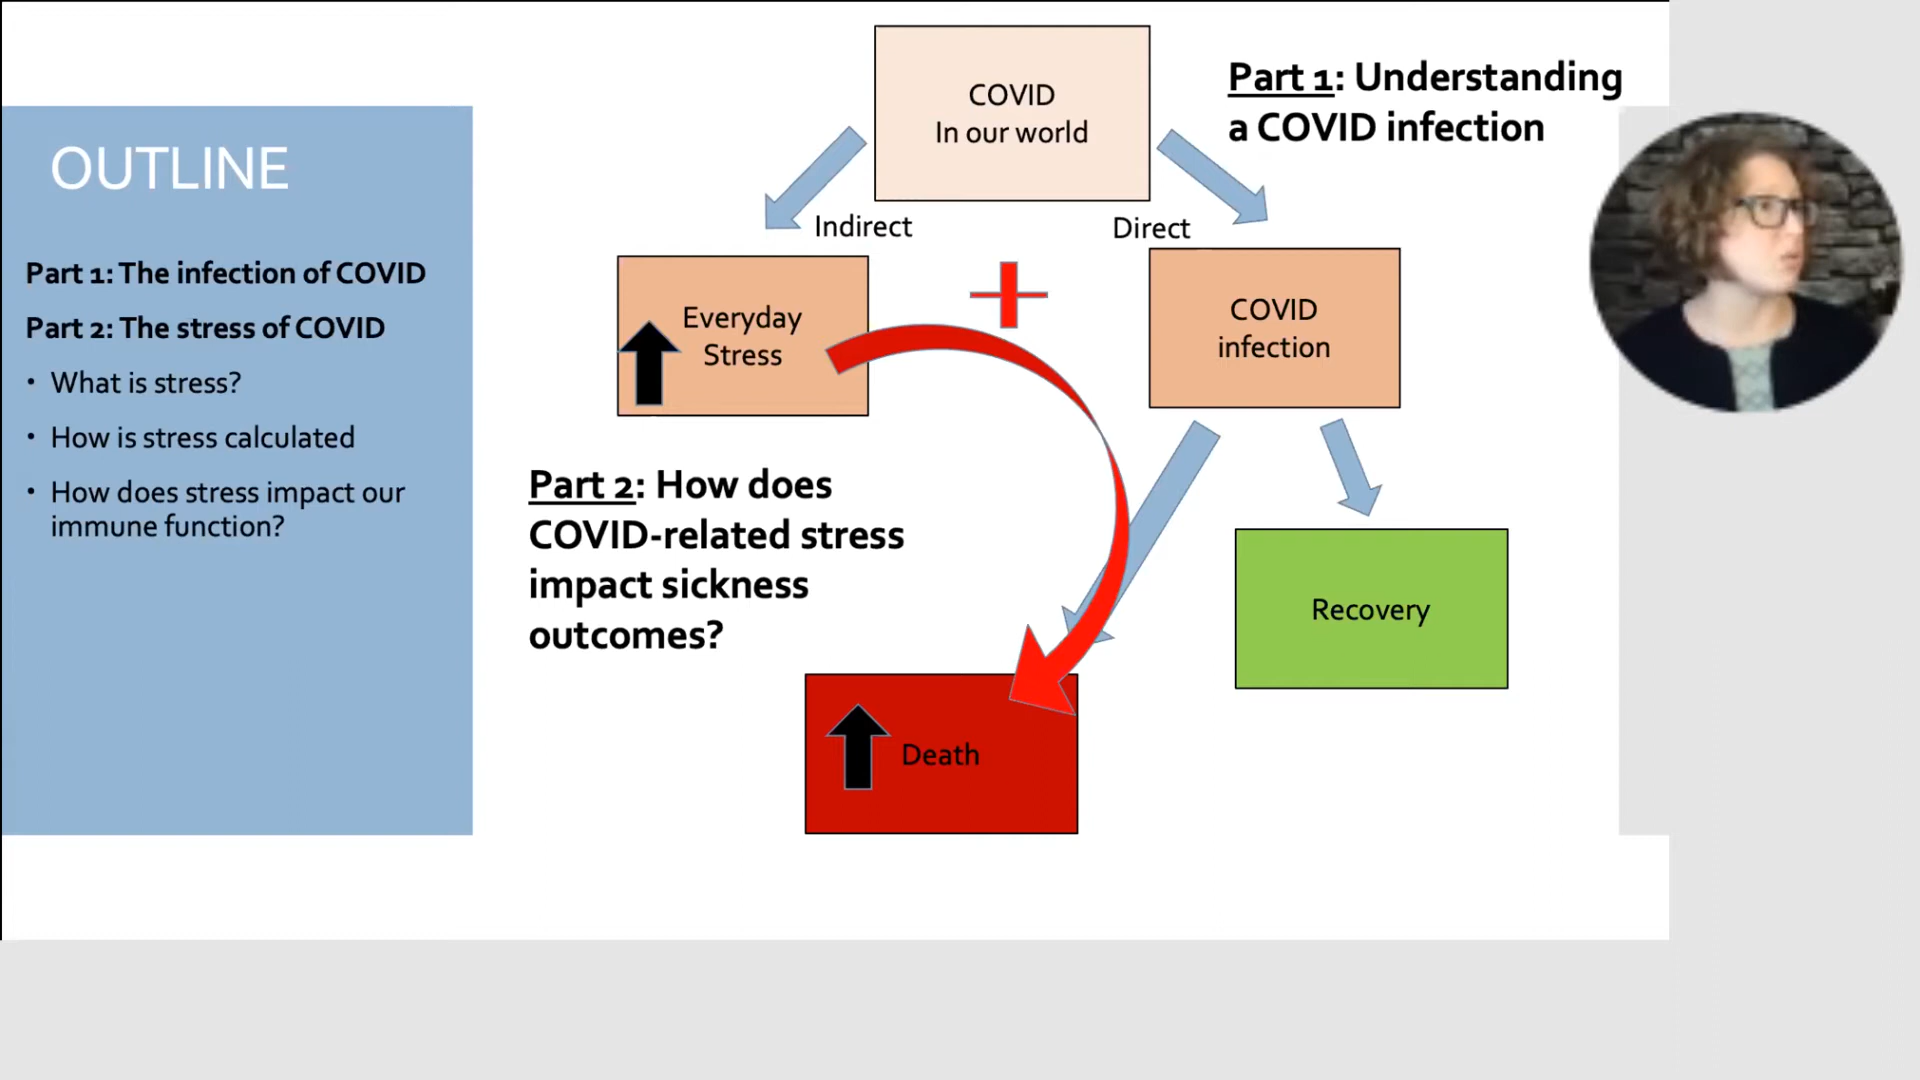 OUTLINE
Part 1: The infection of COVID
Part 2: The stress of COVID
• What is stress?
• How is stress calculated
• How does stress impact our
immune function?
COVID
In our world
Part 1: Understanding
a COVID infection
Indirect
Direct
Everyday
Stress
COVID
infection
Part 2: How does
COVID-related stress
impact sickness
outcomes?
Recovery
Death